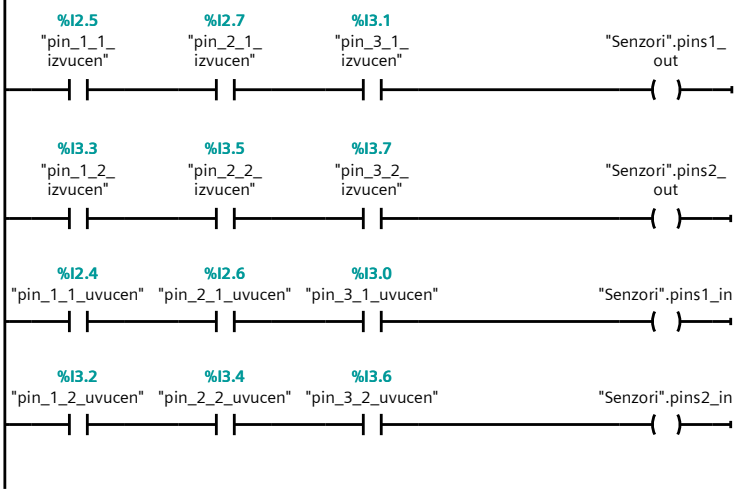 %I2.5 %I2.7 %I3.1
"pin_1_1_ "pin_2_1_ "pin_3_1_ "Senzori".pins1_
izvucen" izvucen" izvucen" out
%I3.3 %I3.5 %I3.7
"pin_1_2_ "pin_2_2_ "pin_3_2_ "Senzori".pins2_
izvucen" izvucen" izvucen" out
%I2.4 %I2.6 %I3.0
"pin_1_1_uvucen" "pin_2_1_uvucen" "pin_3_1_uvucen" "Senzori".pins1_in
%I3.2 %I3.4 %I3.6
"pin_1_2_uvucen" "pin_2_2_uvucen" "pin_3_2_uvucen" "Senzori".pins2_in